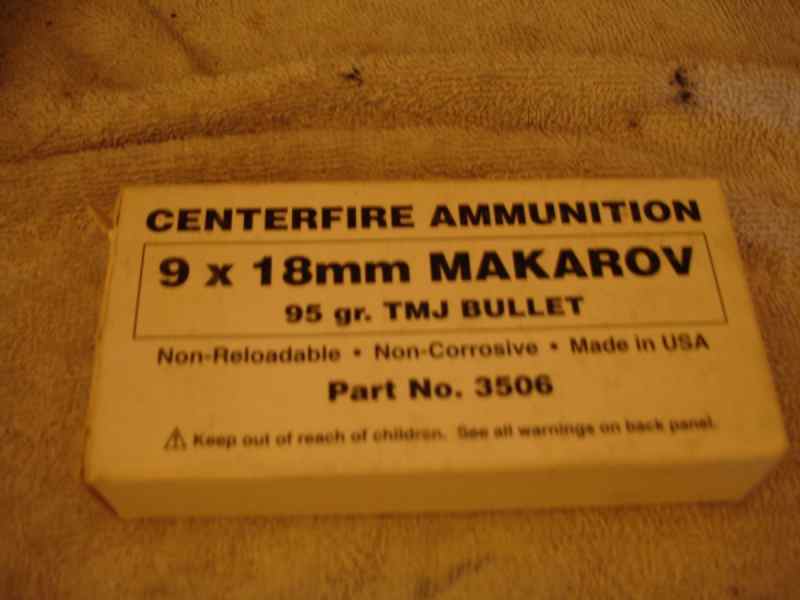 CENTERFIRE AMMUNITION
9 x 18mm MAKAROV
95 gr. TMJ BULLET
Non-Reloadable • Non-Corrosive • Made in USA
Part No. 3506
⚠ Keep out of reach of children. See all warnings on back panel.